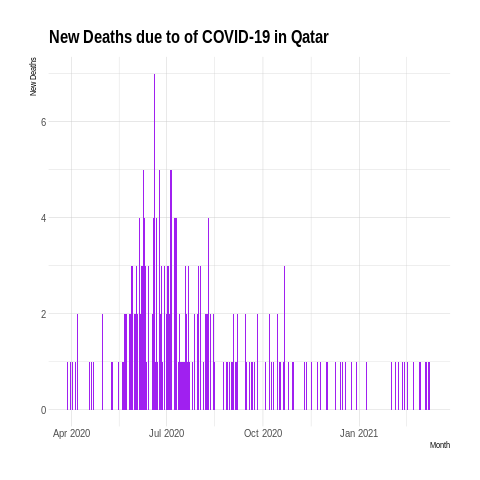 New Deaths due to of COVID-19 in Qatar
New Deaths
6
4
2
0
Apr 2020 Jul 2020 Oct 2020 Jan 2021
Month